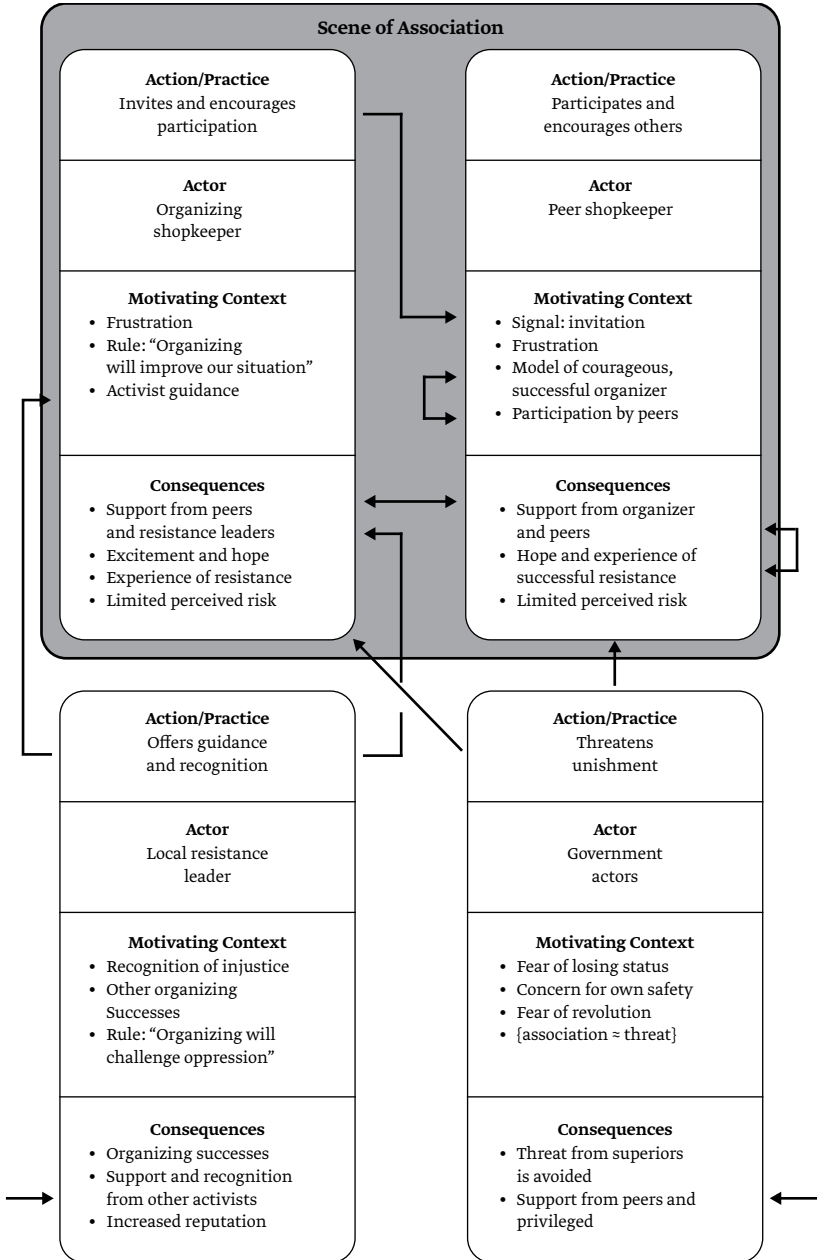 Scene of Association
Action/Practice
Invites and encourages
participation
Actor
Organizing
shopkeeper
Motivating Context
• Frustration
• Rule: “Organizing
will improve our situation”
• Activist guidance
Consequences
• Support from peers
and resistance leaders
• Excitement and hope
• Experience of resistance
• Limited perceived risk
Action/Practice
Participates and
encourages others
Actor
Peer shopkeeper
Motivating Context
• Signal: invitation
• Frustration
• Model of courageous,
successful organizer
• Participation by peers
Consequences
• Support from organizer
and peers
• Hope and experience of
successful resistance
• Limited perceived risk
Action/Practice
Offers guidance
and recognition
Actor
Local resistance
leader
Motivating Context
• Recognition of injustice
• Other organizing
Successes
• Rule: “Organizing will
challenge oppression”
Consequences
• Organizing successes
• Support and recognition
from other activists
• Increased reputation
Action/Practice
Threatens
unishment
Actor
Government
actors
Motivating Context
• Fear of losing status
• Concern for own safety
• Fear of revolution
• {association ≈ threat}
Consequences
• Threat from superiors
is avoided
• Support from peers and
privileged